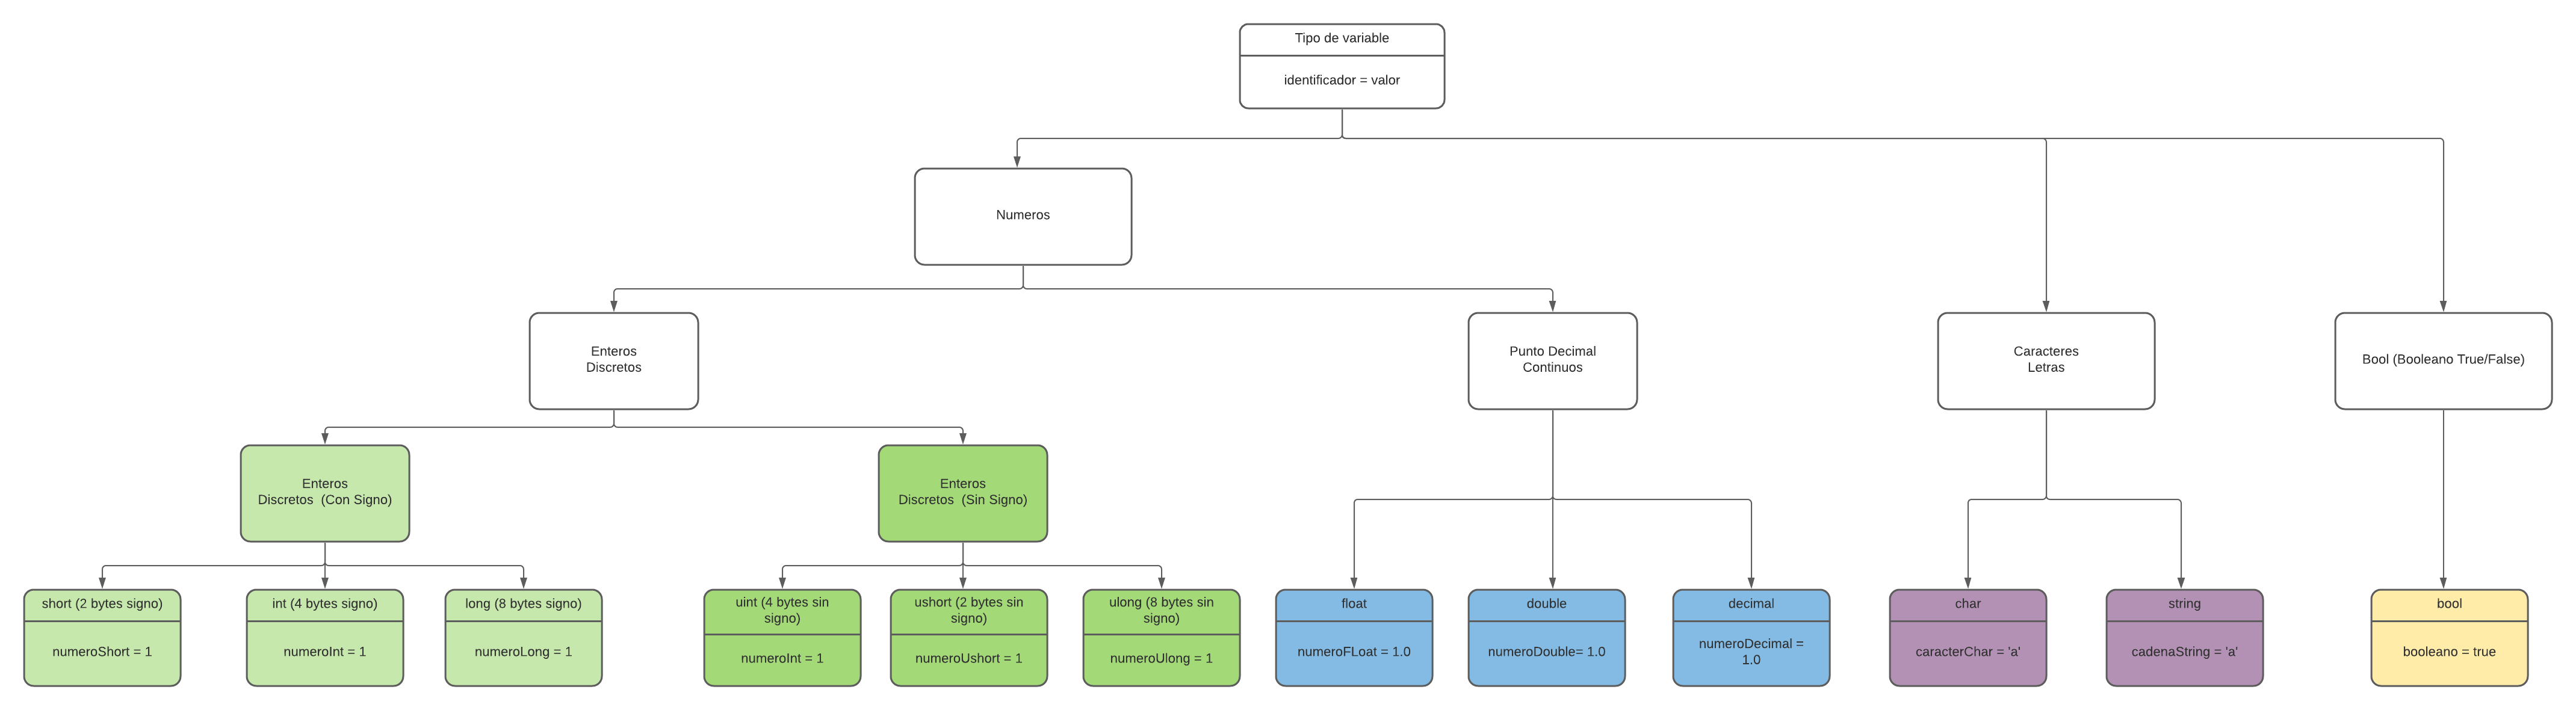 Tipo de variable
identificador = valor
Numeros
Enteros
Discretos
Punto Decimal
Continuos
Caracteres
Letras
Bool (Booleano True/False)
Enteros
Discretos  (Con Signo)
Enteros
Discretos  (Sin Signo)
short (2 bytes signo)
numeroShort = 1
int (4 bytes signo)
numeroInt = 1
long (8 bytes signo)
numeroLong = 1
uint (4 bytes sin
signo)
numeroInt = 1
ushort (2 bytes sin
signo)
numeroUshort = 1
ulong (8 bytes sin
signo)
numeroUlong = 1
float
numeroFLoat = 1.0
double
numeroDouble= 1.0
decimal
numeroDecimal =
1.0
char
caracterChar = 'a'
string
cadenaString = 'a'
bool
booleano = true